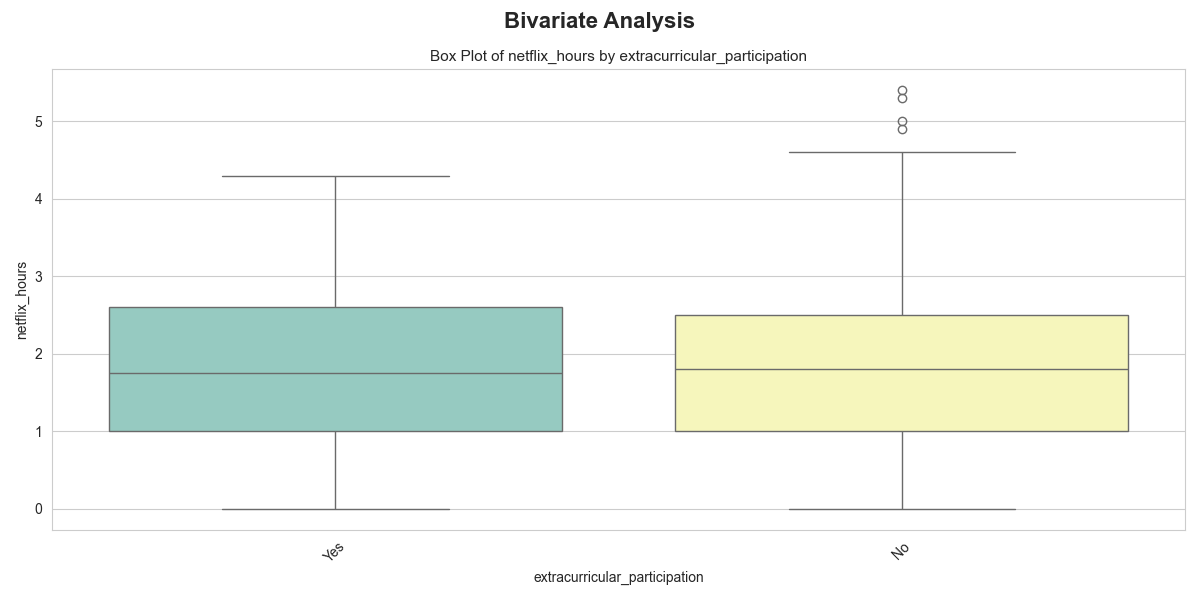 Bivariate Analysis
Box Plot of netflix_hours by extracurricular_participation
netflix_hours
5
4
3
2
1
0
Yes
No
extracurricular_participation